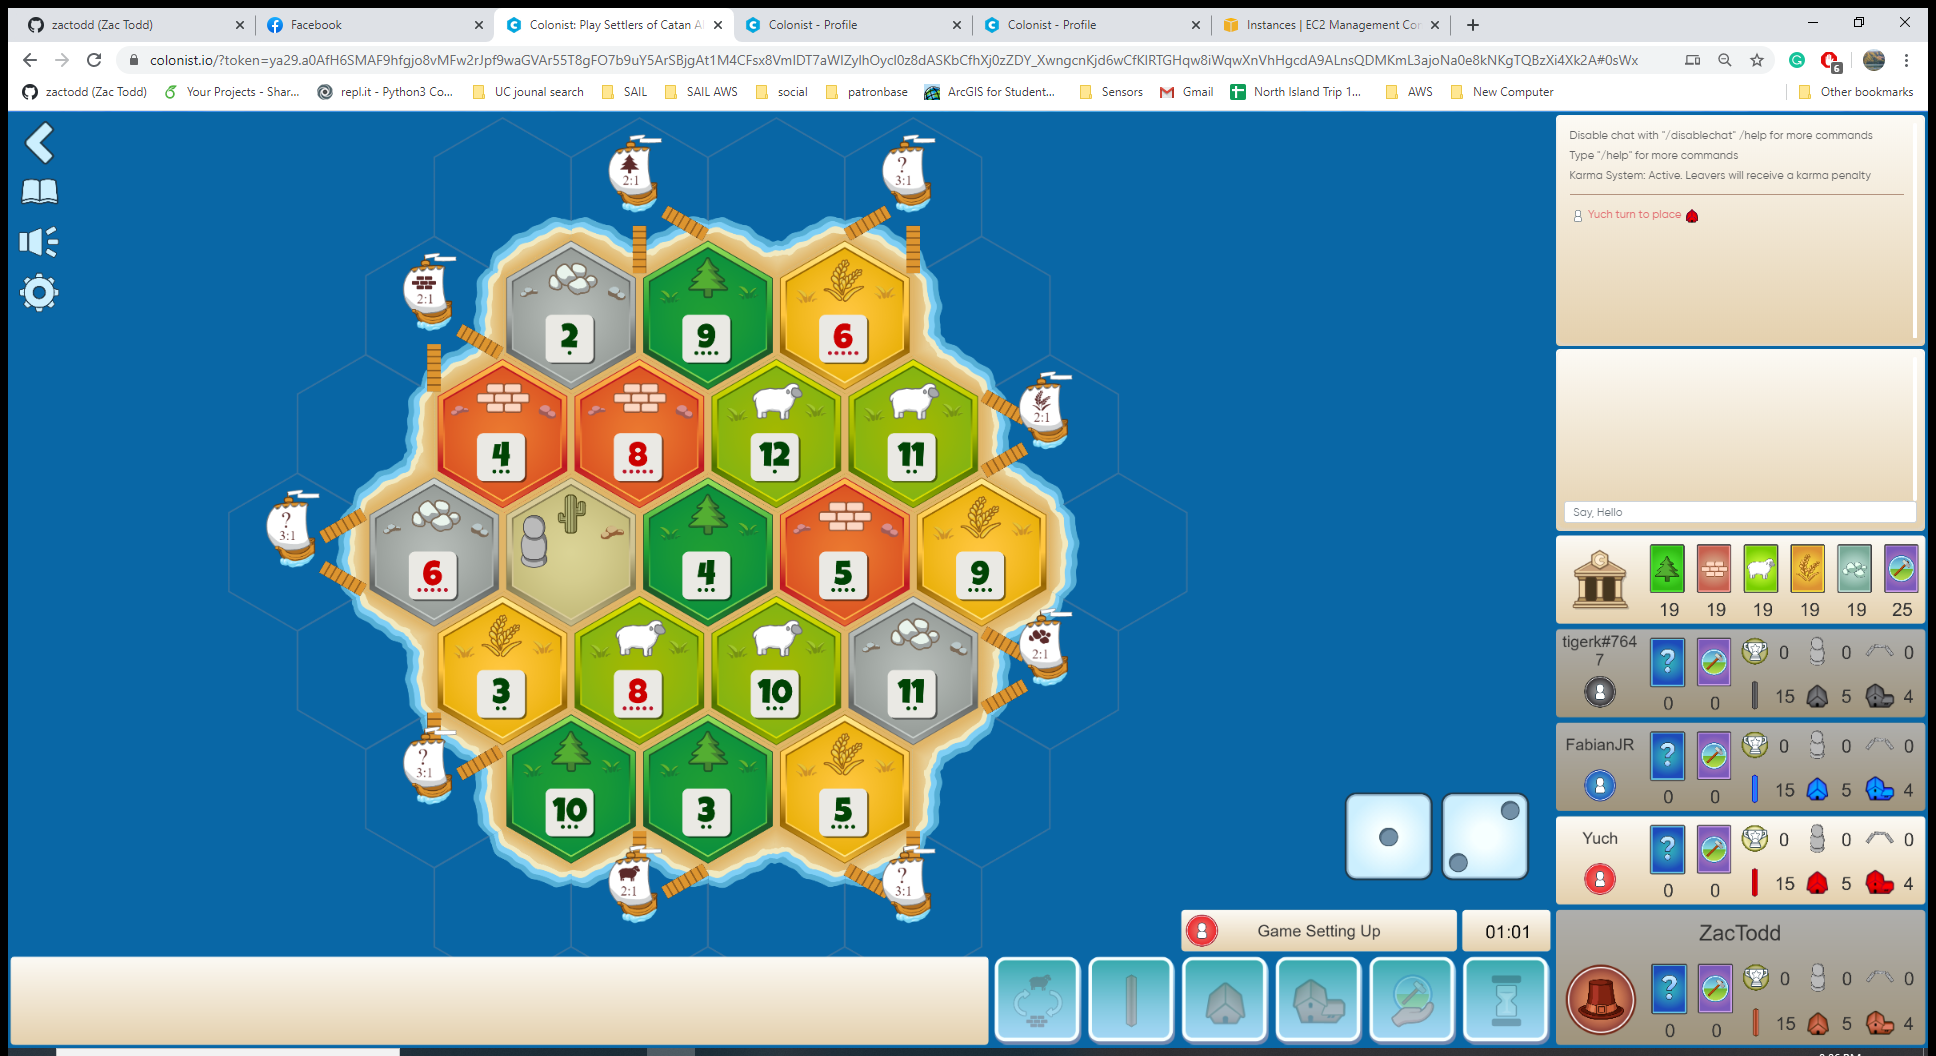 zactodd (Zac Todd)
Facebook
Colonist: Play Settlers of Catan Al
Colonist - Profile
Colonist - Profile
Instances | EC2 Management Con
colonist.io/?token=
zactodd (Zac Todd)
Your Projects - Shar...
repl.it - Python3 Co...
UC jounal search
SAIL
SAIL AWS
social
patronbase
ArcGIS for Student...
Sensors
Gmail
North Island Trip 1...
AWS
New Computer
Other bookmarks
6
Disable chat with "/disablechat" /help for more commands
Type "/help" for more commands
Karma System: Active. Leavers will receive a karma penalty
Yuch turn to place
Say, Hello
2:1
? 3:1
2:1
2 9 6
2:1
4 8 12 11
? 3:1
6 4 5 9
2:1
3 8 10 11
? 3:1
10 3 5
2:1
? 3:1
19 19 19 19 19 25
tigerk#764
7
? 0 0 0
0 0 15 5 4
FabianJR
? 0 0 0
0 0 15 5 4
Yuch
? 0 0 0
0 0 15 5 4
Game Setting Up
01:01
ZacTodd
? 0 0 0
0 0 15 5 4